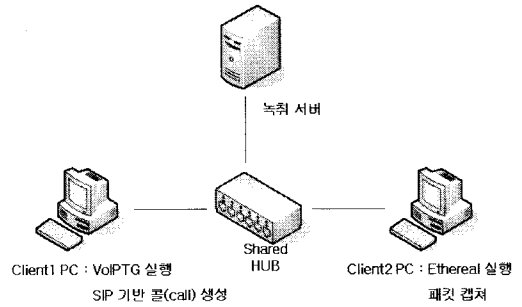 녹취 서버
Shared
HUB
Client1 PC : VoIPTG 실행
SIP 기반 콜(call) 생성
Client2 PC : Ethereal 실행
패킷 캡쳐